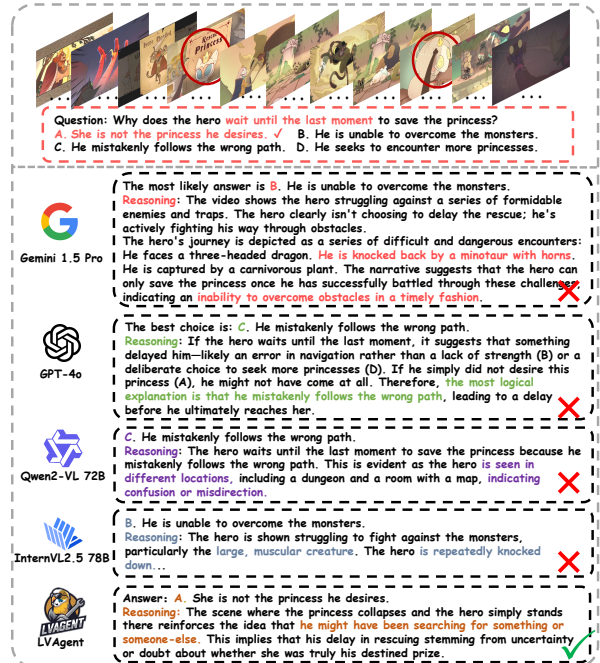 Rescue
Princess
Question: Why does the hero wait until the last moment to save the princess?
A. She is not the princess he desires. ✓ B. He is unable to overcome the monsters.
C. He mistakenly follows the wrong path. D. He seeks to encounter more princesses.
The most likely answer is B. He is unable to overcome the monsters.
Reasoning: The video shows the hero struggling against a series of formidable
enemies and traps. The hero clearly isn't choosing to delay the rescue; he's
actively fighting his way through obstacles.
The hero's journey is depicted as a series of difficult and dangerous encounters:
He faces a three-headed dragon. He is knocked back by a minotaur with horns.
He is captured by a carnivorous plant. The narrative suggests that the hero can
only save the princess once he has successfully battled through these challenges,
indicating an inability to overcome obstacles in a timely fashion.
Gemini 1.5 Pro
The best choice is: C. He mistakenly follows the wrong path.
Reasoning: If the hero waits until the last moment, it suggests that something
delayed him—likely an error in navigation rather than a lack of strength (B) or a
deliberate choice to seek more princesses (D). If he simply did not desire this
princess (A), he might not have come at all. Therefore, the most logical
explanation is that he mistakenly follows the wrong path, leading to a delay
before he ultimately reaches her.
GPT-4o
C. He mistakenly follows the wrong path.
Reasoning: The hero waits until the last moment to save the princess because he
mistakenly follows the wrong path. This is evident as the hero is seen in
different locations, including a dungeon and a room with a map, indicating
confusion or misdirection.
Qwen2-VL 72B
B. He is unable to overcome the monsters.
Reasoning: The hero is shown struggling to fight against the monsters,
particularly the large, muscular creature. The hero is repeatedly knocked
down...
InternVL2.5 78B
Answer: A. She is not the princess he desires.
Reasoning: The scene where the princess collapses and the hero simply stands
there reinforces the idea that he might have been searching for something or
someone-else. This implies that his delay in rescuing stemming from uncertainty
or doubt about whether she was truly his destined prize.
LVAGENT
LVAgent